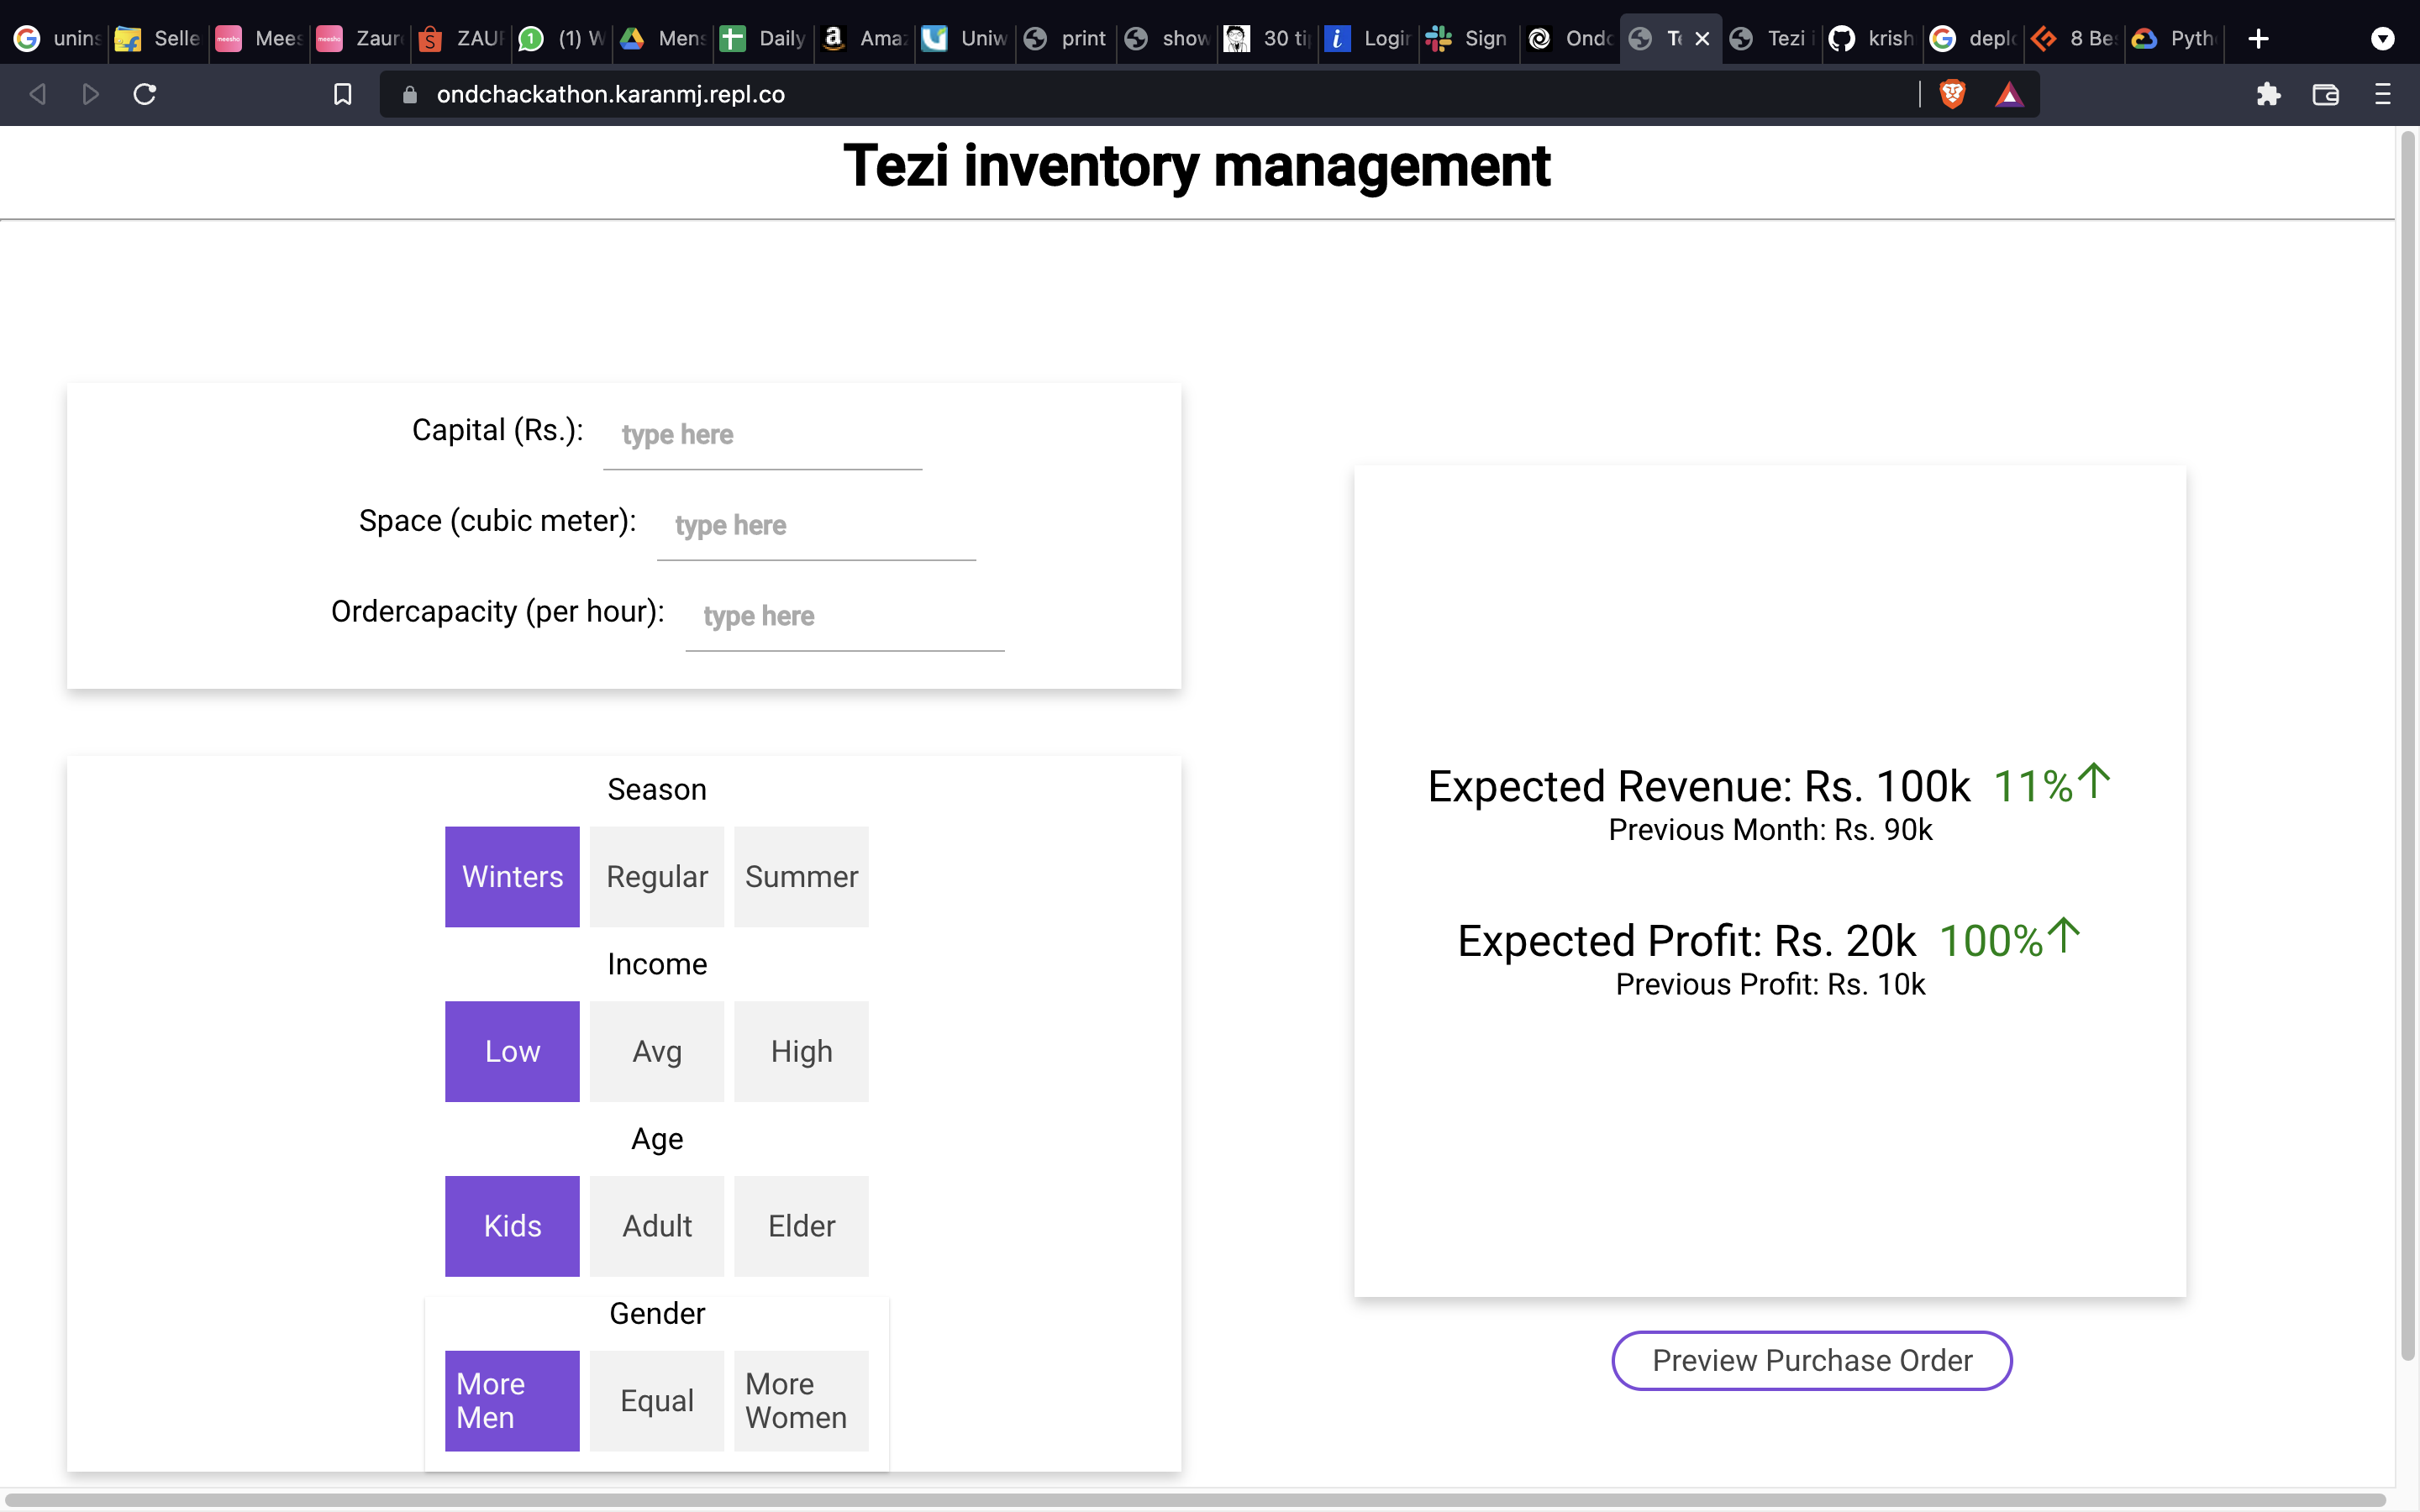 unins Selle Mees Zaur ZAUF (1) W Mens Daily Amaz Uniw print show 30 ti Login Sign Ondc Te Tezi i krish deplo 8 Be Pyth
ondchackathon.karanmj.repl.co
Tezi inventory management
Capital (Rs.): type here
Space (cubic meter): type here
Ordercapacity (per hour): type here
Season
Winters Regular Summer
Income
Low Avg High
Age
Kids Adult Elder
Gender
More Men Equal More Women
Expected Revenue: Rs. 100k 11%↑
Previous Month: Rs. 90k
Expected Profit: Rs. 20k 100%↑
Previous Profit: Rs. 10k
Preview Purchase Order